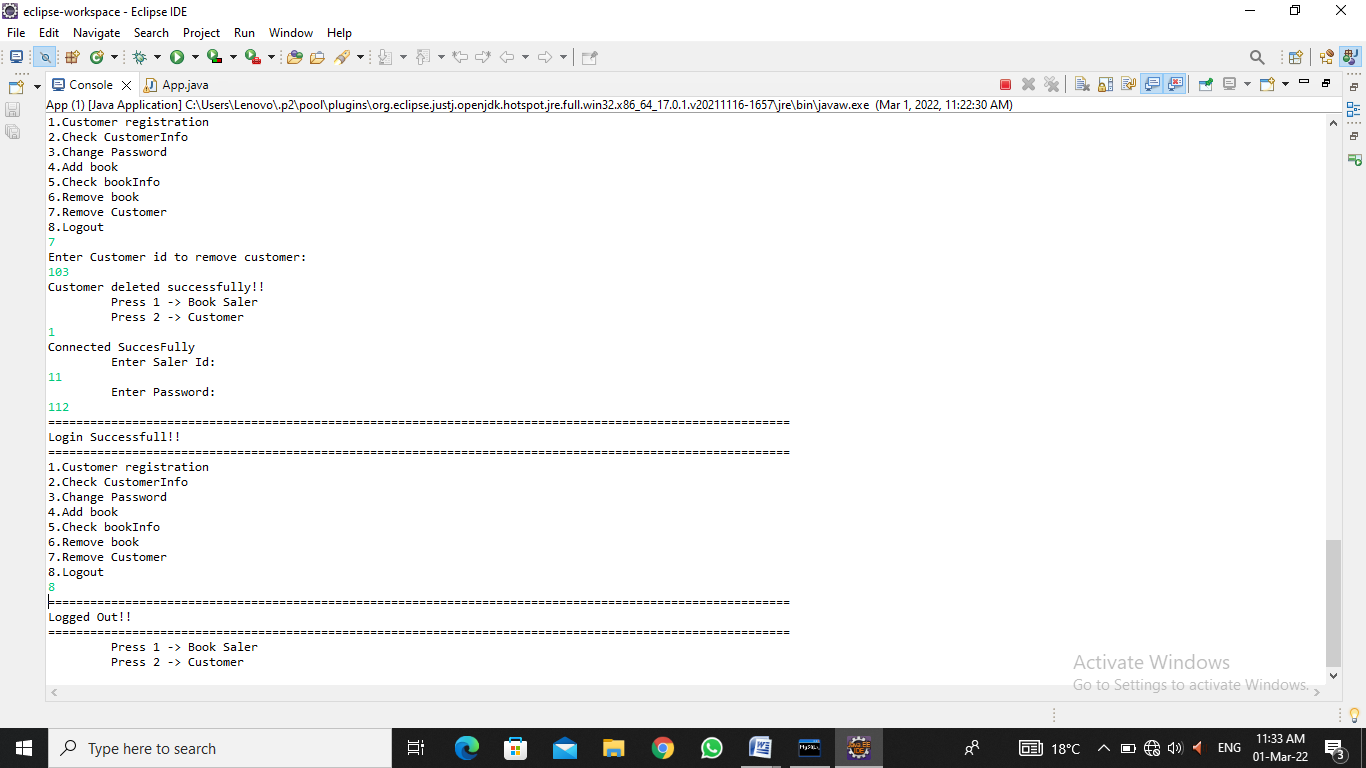 eclipse-workspace - Eclipse IDE
File Edit Navigate Search Project Run Window Help
Console App.java
App (1) [Java Application] C:\Users\Lenovo\.p2\pool\plugins\org.eclipse.justj.openjdk.hotspot.jre.full.win32.x86_64_17.0.1.v20211116-1657\jre\bin\javaw.exe (Mar 1, 2022, 11:22:30 AM)
1.Customer registration
2.Check CustomerInfo
3.Change Password
4.Add book
5.Check bookInfo
6.Remove book
7.Remove Customer
8.Logout
7
Enter Customer id to remove customer:
103
Customer deleted successfully!!
Press 1 -> Book Saler
Press 2 -> Customer
1
Connected SuccesFully
Enter Saler Id:
11
Enter Password:
112
==========================================================================================================
Login Successfull!!
==========================================================================================================
1.Customer registration
2.Check CustomerInfo
3.Change Password
4.Add book
5.Check bookInfo
6.Remove book
7.Remove Customer
8.Logout
8
==========================================================================================================
Logged Out!!
==========================================================================================================
Press 1 -> Book Saler
Press 2 -> Customer
Activate Windows
Go to Settings to activate Windows.
Type here to search
18°C
ENG
11:33 AM
01-Mar-22
3